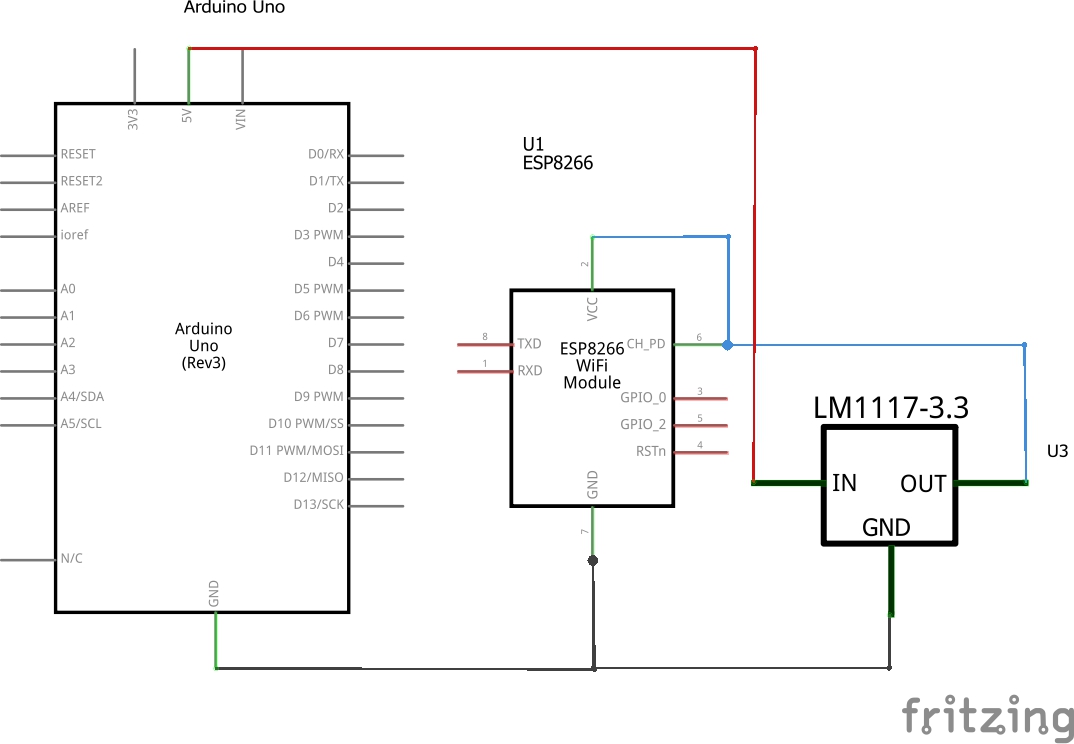 Arduino Uno
3V3
5V
VIN
RESET
RESET2
AREF
ioref
A0
A1
A2
A3
A4/SDA
A5/SCL
N/C
D0/RX
D1/TX
D2
D3 PWM
D4
D5 PWM
D6 PWM
D7
D8
D9 PWM
D10 PWM/SS
D11 PWM/MOSI
D12/MISO
D13/SCK
Arduino
Uno
(Rev3)
GND
U1
ESP8266
2
VCC
8
TXD
1
RXD
ESP8266
WiFi
Module
CH_PD
6
GPIO_0
3
GPIO_2
5
RSTn
4
GND
7
LM1117-3.3
IN
OUT
GND
U3
fritzing